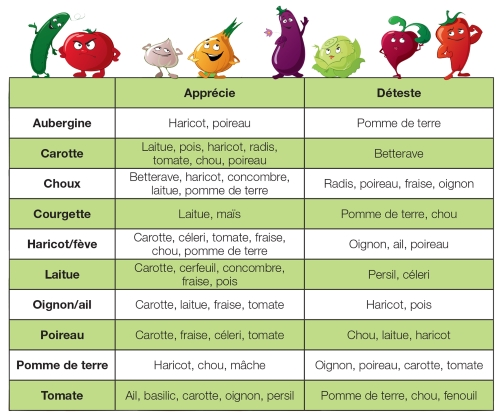 Apprécie Déteste
Aubergine Haricot, poireau Pomme de terre
Carotte Laitue, pois, haricot, radis,
tomate, chou, poireau Betterave
Choux Betterave, haricot, concombre,
laitue, pomme de terre Radis, poireau, fraise, oignon
Courgette Laitue, maïs Pomme de terre, chou
Haricot/fève Carotte, céleri, tomate, fraise,
chou, pomme de terre Oignon, ail, poireau
Laitue Carotte, cerfeuil, concombre,
fraise, pois Persil, céleri
Oignon/ail Carotte, laitue, fraise, tomate Haricot, pois
Poireau Carotte, fraise, céleri, tomate Chou, laitue, haricot
Pomme de terre Haricot, chou, mâche Oignon, poireau, carotte, tomate
Tomate Ail, basilic, carotte, oignon, persil Pomme de terre, chou, fenouil